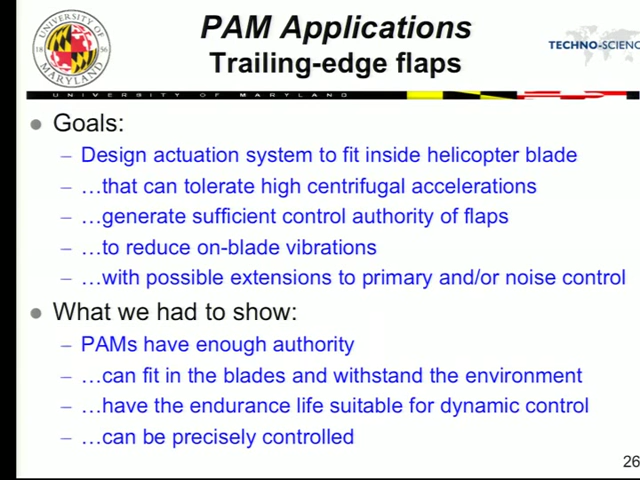 PAM Applications
Trailing-edge flaps
UNIVERSITY OF
MARYLAND
18 56
TECHNO-SCIENC
UNIVERSITY OF MARYLAND
Goals:
– Design actuation system to fit inside helicopter blade
– …that can tolerate high centrifugal accelerations
– …generate sufficient control authority of flaps
– …to reduce on-blade vibrations
– …with possible extensions to primary and/or noise control
What we had to show:
– PAMs have enough authority
– …can fit in the blades and withstand the environment
– …have the endurance life suitable for dynamic control
– …can be precisely controlled
26